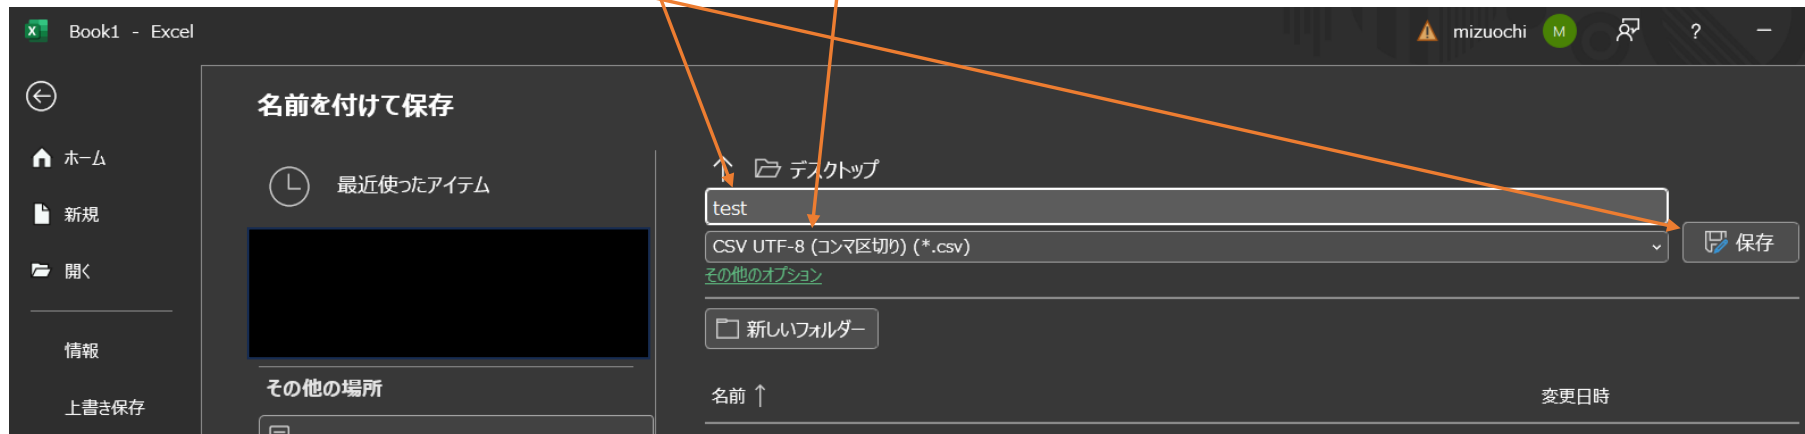 Book1 - Excel
mizuochi
M
?
名前を付けて保存
ホーム
新規
開く
情報
上書き保存
最近使ったアイテム
その他の場所
デスクトップ
test
CSV UTF-8 (コンマ区切り) (*.csv)
保存
その他のオプション
新しいフォルダー
名前 ↑
変更日時